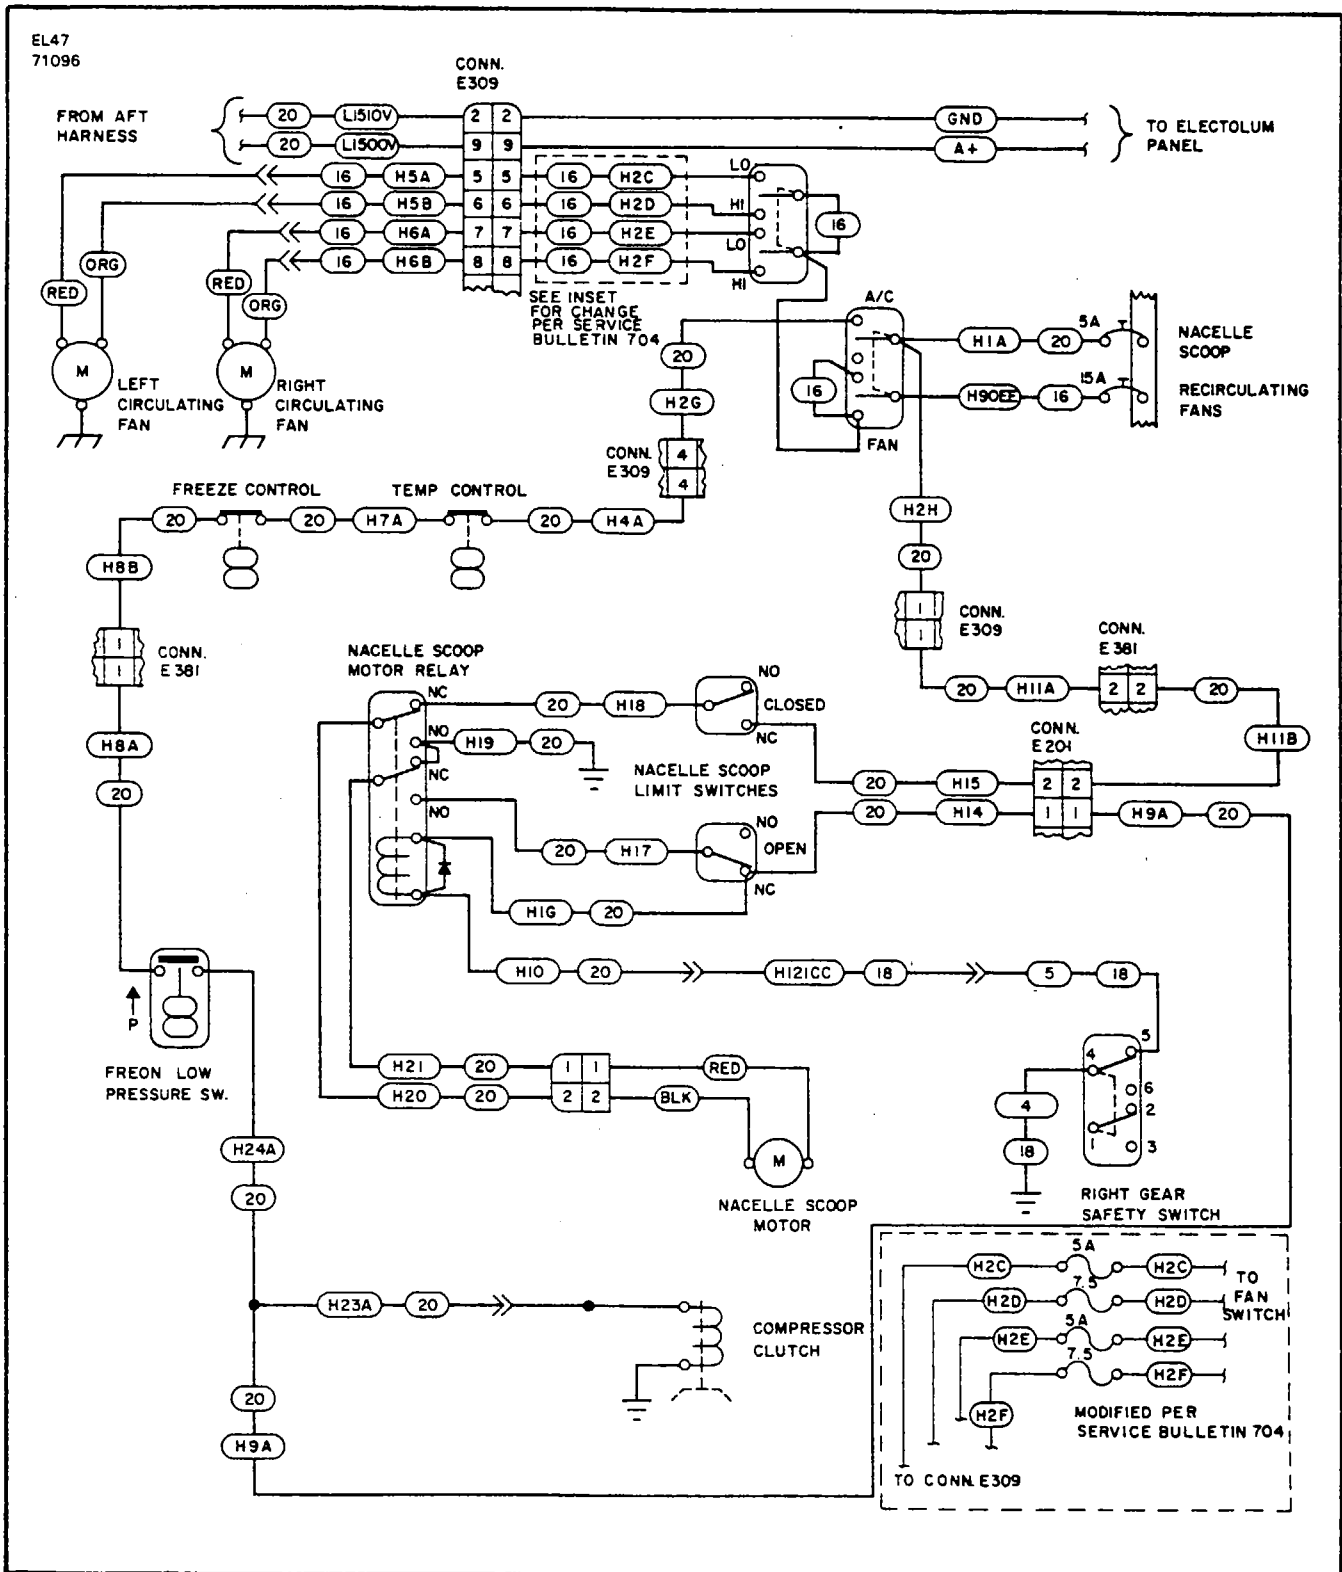 EL47
71096
CONN.
E309
FROM AFT
HARNESS
20 L1510V 2 2 GND
20 L1500V 9 9 A+
TO ELECTOLUM
PANEL
16 H5A 5 5 16 H2C LO
16 H5B 6 6 16 H2D HI
16 H6A 7 7 16 H2E LO
16 H6B 8 8 16 H2F HI
16
RED ORG RED ORG
SEE INSET
FOR CHANGE
PER SERVICE
BULLETIN 704
M
LEFT
CIRCULATING
FAN
M
RIGHT
CIRCULATING
FAN
A/C
H1A 20 5A
NACELLE
SCOOP
16
H90EE 16 15A
RECIRCULATING
FANS
FAN
20
H2G
CONN.
E309
4
4
FREEZE CONTROL
TEMP CONTROL
20 20 H7A 20 H4A
H8B
CONN.
E381
1
1
H8A
20
H2H
20
CONN.
E309
1
1
CONN.
E381
20 H11A 2 2 20
H11B
NACELLE SCOOP
MOTOR RELAY
NC 20 H18 NO
CLOSED
NC
NO H19 20
NC
NO
NACELLE SCOOP
LIMIT SWITCHES
CONN.
E201
20 H15 2 2
20 H14 1 1 H9A 20
20 H17 NO
OPEN
NC
H1G 20
H10 20 H121CC 18 5 18
P
FREON LOW
PRESSURE SW.
H21 20 1 1 RED
H20 20 2 2 BLK
M
NACELLE SCOOP
MOTOR
5
4
6
2
1
3
4
18
RIGHT GEAR
SAFETY SWITCH
H24A
20
H23A 20
COMPRESSOR
CLUTCH
20
H9A
H2C 5A H2C
H2D 7.5 H2D
H2E 5A H2E
7.5 H2F
H2F
TO
FAN
SWITCH
MODIFIED PER
SERVICE BULLETIN 704
TO CONN. E309